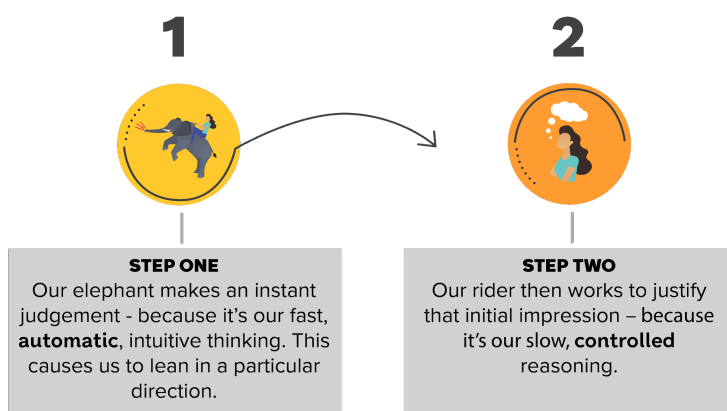 1
2
STEP ONE
Our elephant makes an instant
judgement - because it's our fast,
automatic, intuitive thinking. This
causes us to lean in a particular
direction.
STEP TWO
Our rider then works to justify
that initial impression – because
it's our slow, controlled
reasoning.